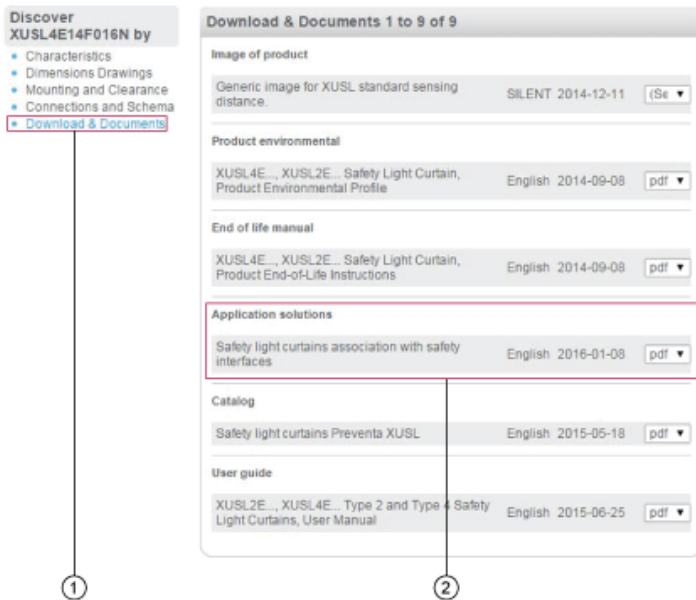 Discover
XUSL4E14F016N by
Characteristics
Dimensions Drawings
Mounting and Clearance
Connections and Schema
Download & Documents
Download & Documents 1 to 9 of 9
Image of product
Generic image for XUSL standard sensing
distance.
SILENT 2014-12-11 (Se ▼
Product environmental
XUSL4E..., XUSL2E... Safety Light Curtain,
Product Environmental Profile
English 2014-09-08 pdf ▼
End of life manual
XUSL4E..., XUSL2E... Safety Light Curtain,
Product End-of-Life Instructions
English 2014-09-08 pdf ▼
Application solutions
Safety light curtains association with safety
interfaces
English 2016-01-08 pdf ▼
Catalog
Safety light curtains Preventa XUSL English 2015-05-18 pdf ▼
User guide
XUSL2E..., XUSL4E... Type 2 and Type 4 Safety
Light Curtains, User Manual
English 2015-06-25 pdf ▼
1 2